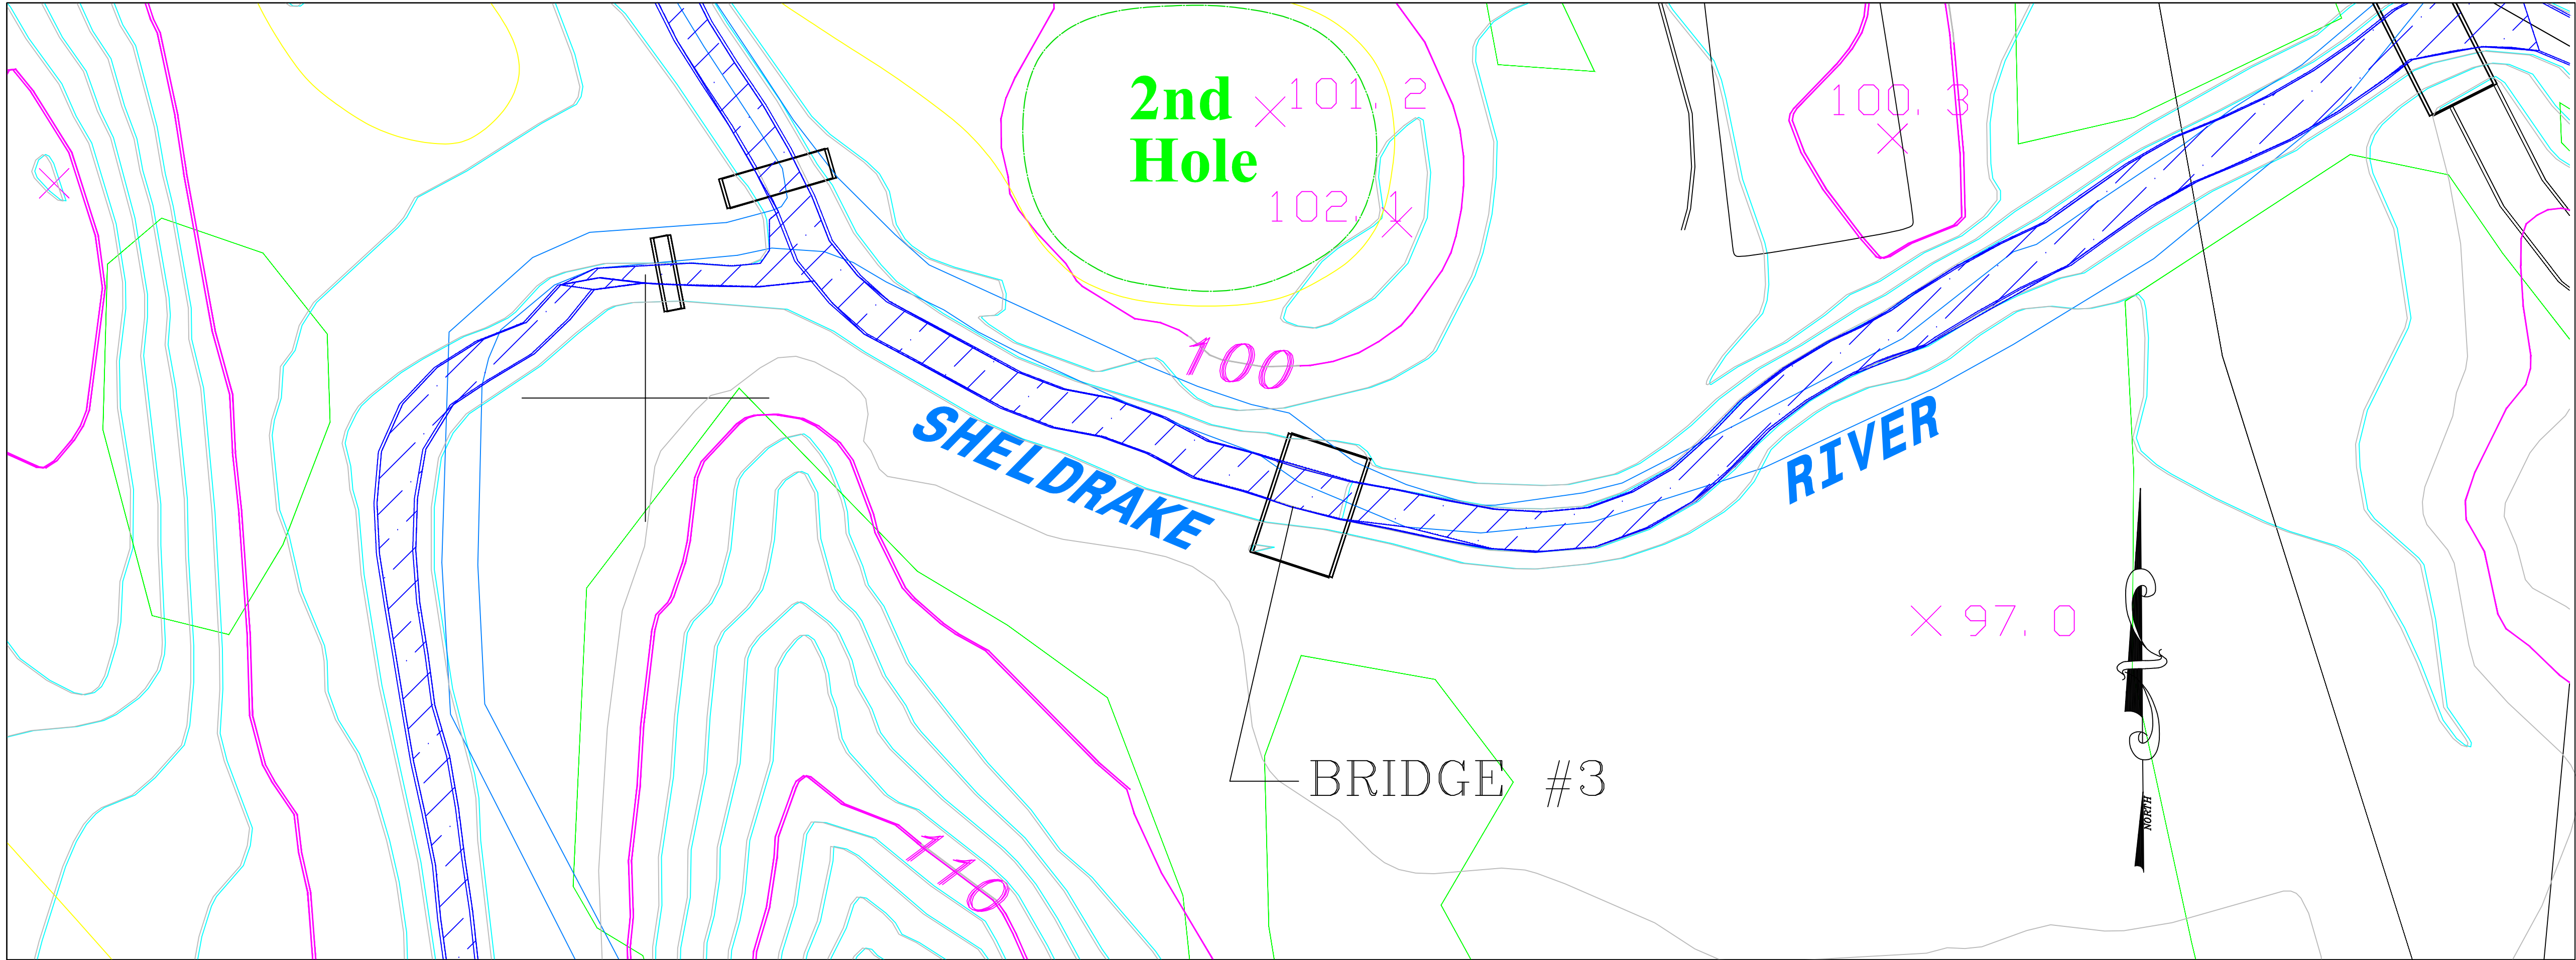 2nd
Hole
101.2
102.1
100.3
100
SHELDRAKE
RIVER
97.0
BRIDGE #3
110
NORTH